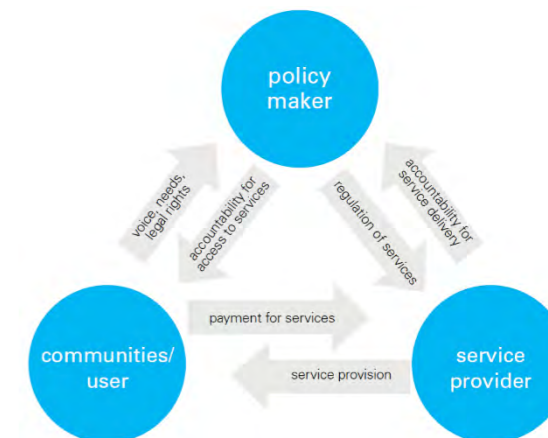 policy
maker
voice, needs,
legal rights
accountability for
access to services
regulation of services
accountability for
service delivery
payment for services
communities/
user
service provision
service
provider